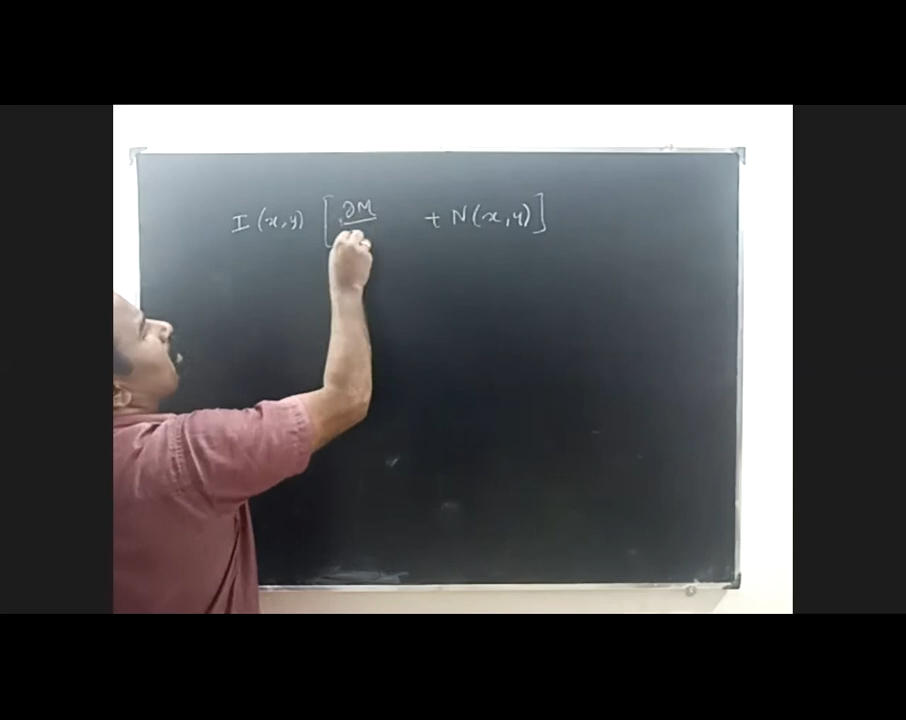 I (x,y) [ ∂M + N(x,y) ]